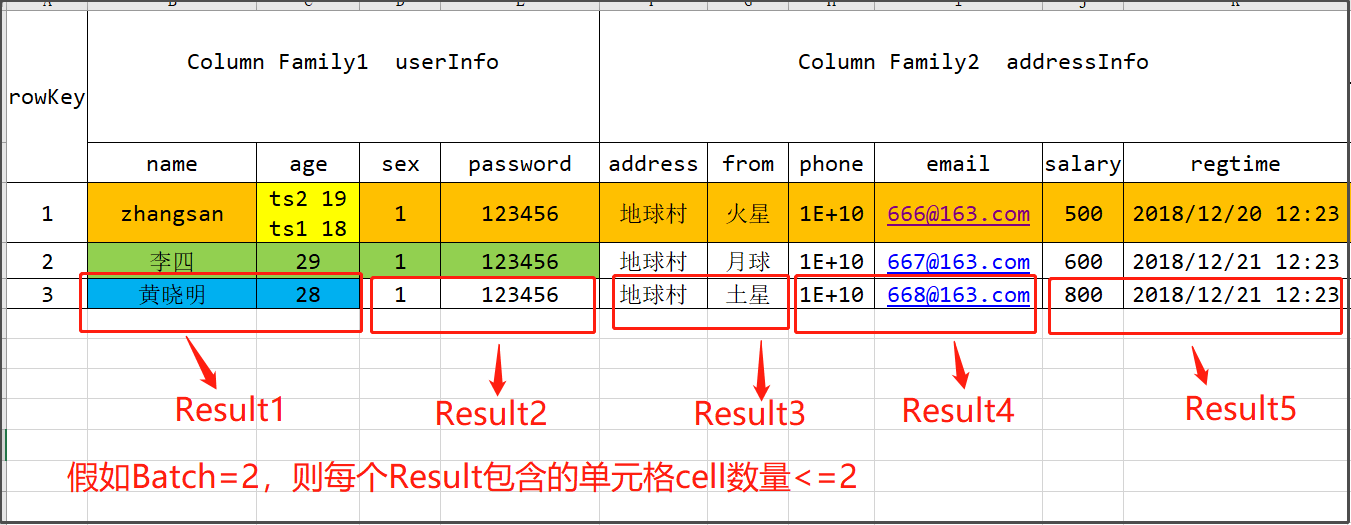 Column Family1 userInfo Column Family2 addressInfo
rowKey
name age sex password address from phone email salary regtime
ts2 19
1 zhangsan 1 123456 地球村 火星 1E+10 666@163.com 500 2018/12/20 12:23
ts1 18
2 李四 29 1 123456 地球村 月球 1E+10 667@163.com 600 2018/12/21 12:23
3 黄晓明 28 1 123456 地球村 土星 1E+10 668@163.com 800 2018/12/21 12:23
Result1 Result2 Result3 Result4 Result5
假如Batch=2，则每个Result包含的单元格cell数量<=2